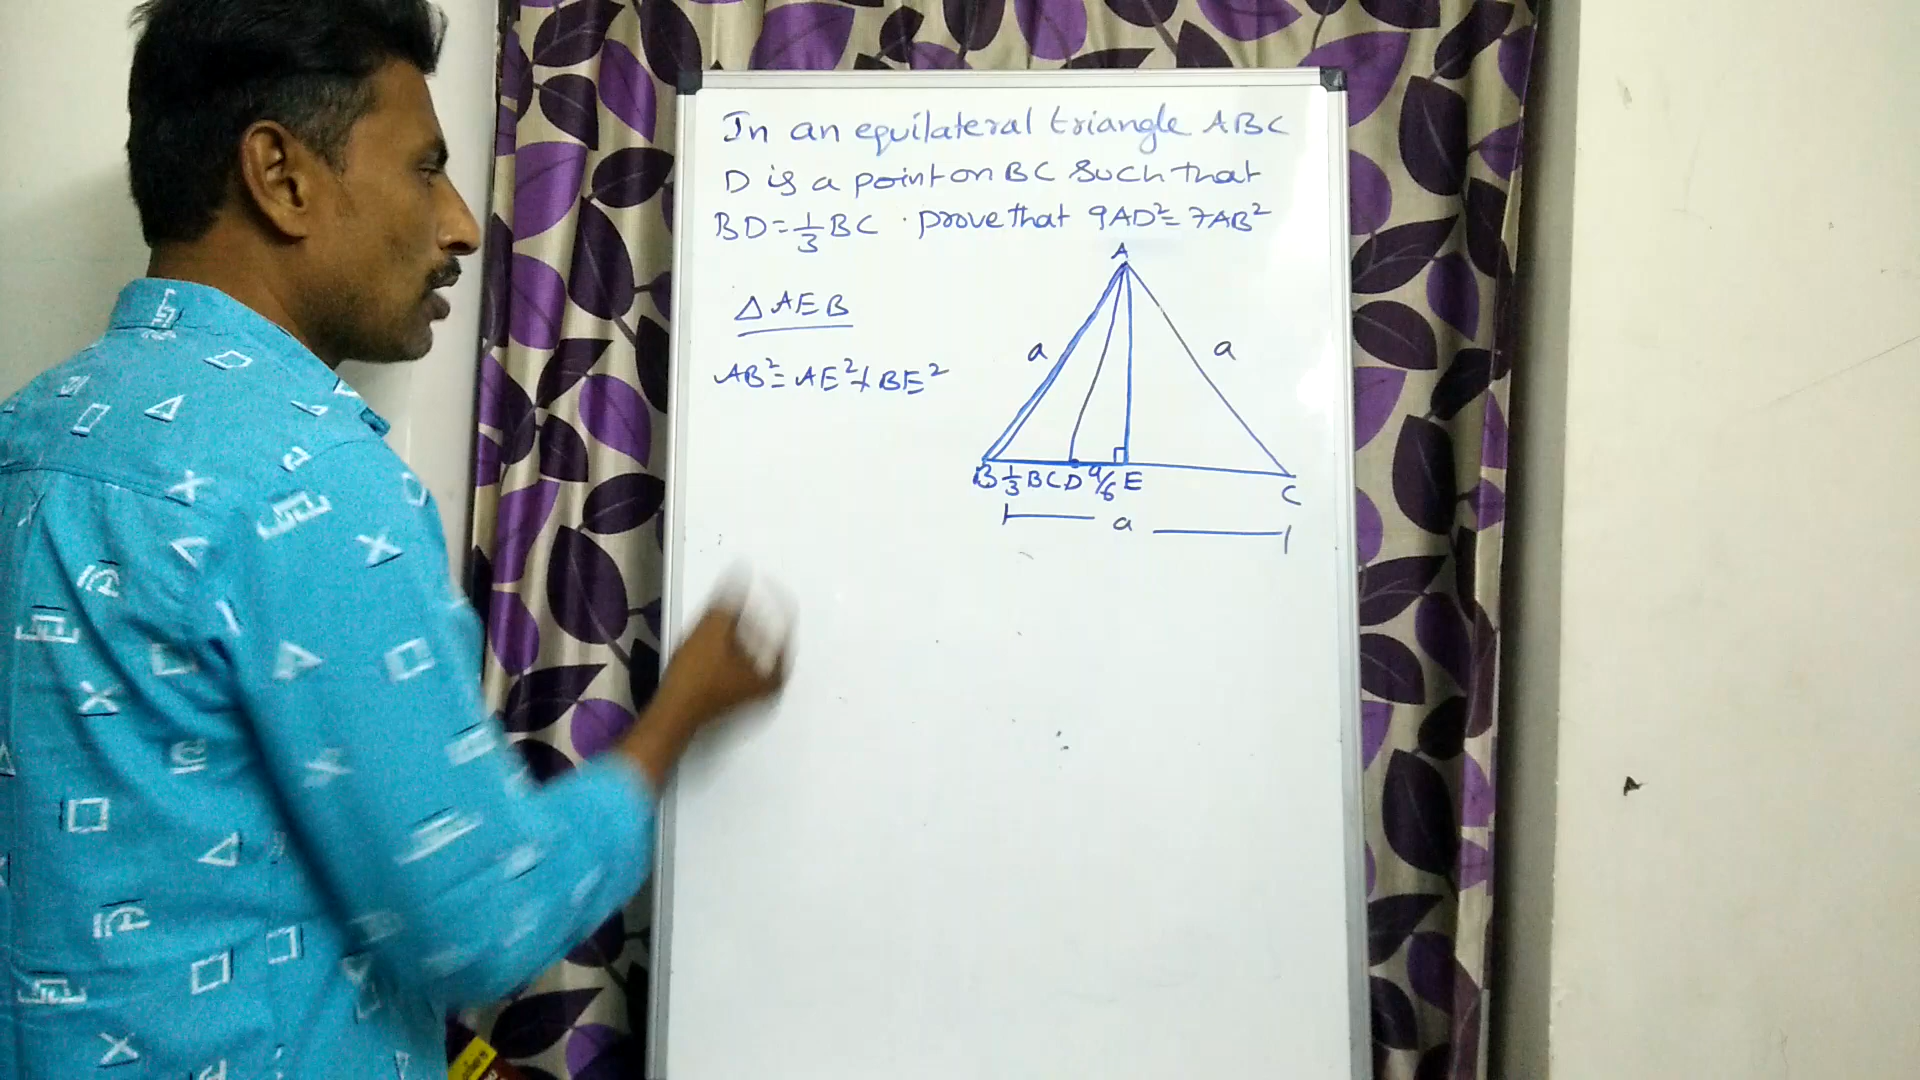 In an equilateral triangle ABC
D is a point on BC such that
BD=1/3 BC . prove that 9AD²=7AB²
A
△AEB
a
a
AB²=AE²+BE²
B 1/3 BC D a/6 E
C
a